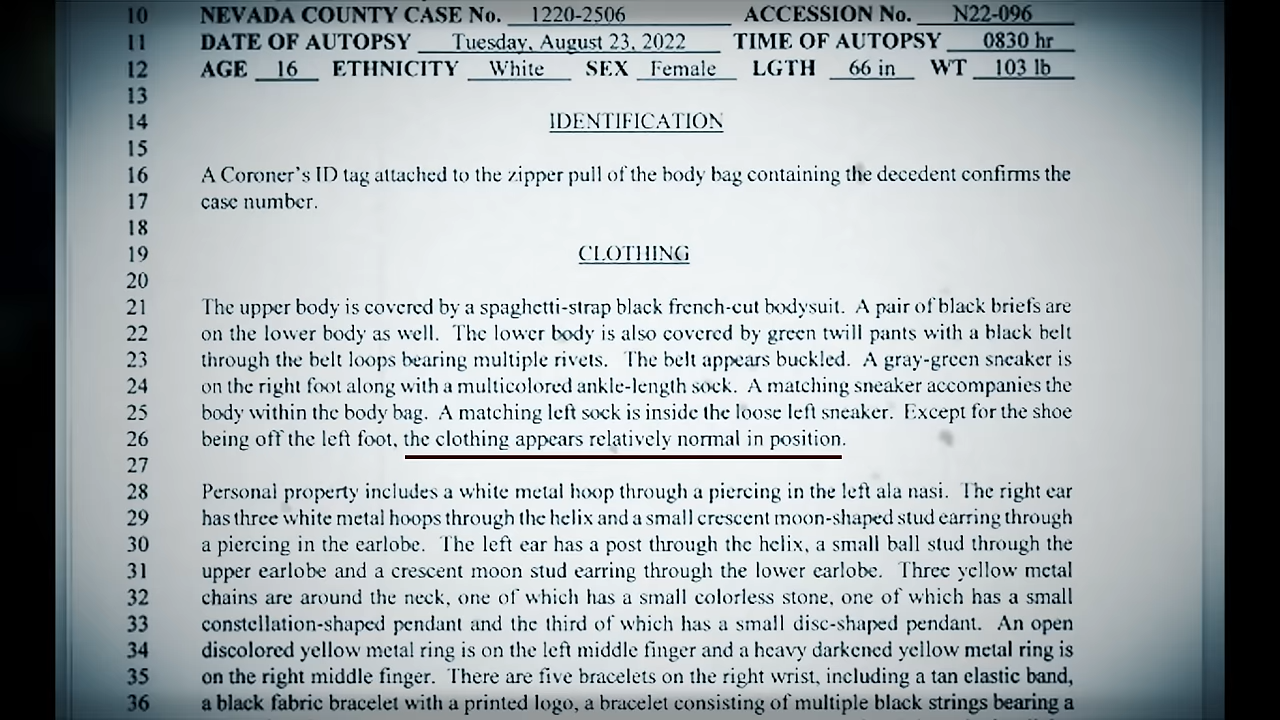 10 NEVADA COUNTY CASE No. 1220-2506 ACCESSION No. N22-096
11 DATE OF AUTOPSY Tuesday, August 23, 2022 TIME OF AUTOPSY 0830 hr
12 AGE 16 ETHNICITY White SEX Female LGTH 66 in WT 103 lb
13
14 IDENTIFICATION
15
16 A Coroner's ID tag attached to the zipper pull of the body bag containing the decedent confirms the
17 case number.
18
19 CLOTHING
20
21 The upper body is covered by a spaghetti-strap black french-cut bodysuit. A pair of black briefs are
22 on the lower body as well. The lower body is also covered by green twill pants with a black belt
23 through the belt loops bearing multiple rivets. The belt appears buckled. A gray-green sneaker is
24 on the right foot along with a multicolored ankle-length sock. A matching sneaker accompanies the
25 body within the body bag. A matching left sock is inside the loose left sneaker. Except for the shoe
26 being off the left foot, the clothing appears relatively normal in position.
27
28 Personal property includes a white metal hoop through a piercing in the left ala nasi. The right ear
29 has three white metal hoops through the helix and a small crescent moon-shaped stud earring through
30 a piercing in the earlobe. The left ear has a post through the helix, a small ball stud through the
31 upper earlobe and a crescent moon stud earring through the lower earlobe. Three yellow metal
32 chains are around the neck, one of which has a small colorless stone, one of which has a small
33 constellation-shaped pendant and the third of which has a small disc-shaped pendant. An open
34 discolored yellow metal ring is on the left middle finger and a heavy darkened yellow metal ring is
35 on the right middle finger. There are five bracelets on the right wrist, including a tan elastic band,
36 a black fabric bracelet with a printed logo, a bracelet consisting of multiple black strings bearing a